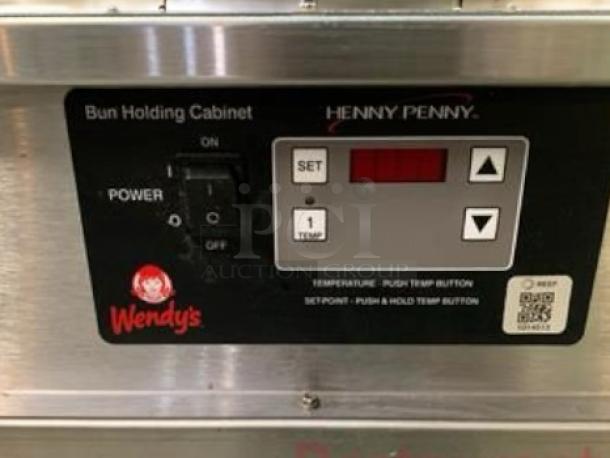 Bun Holding Cabinet
HENNY PENNY
ON
I
POWER
I
O
OFF
SET
1
TEMP
PCI
AUCTION GROUP
TEMPERATURE - PUSH TEMP BUTTON
SET-POINT - PUSH & HOLD TEMP BUTTON
Wendy's